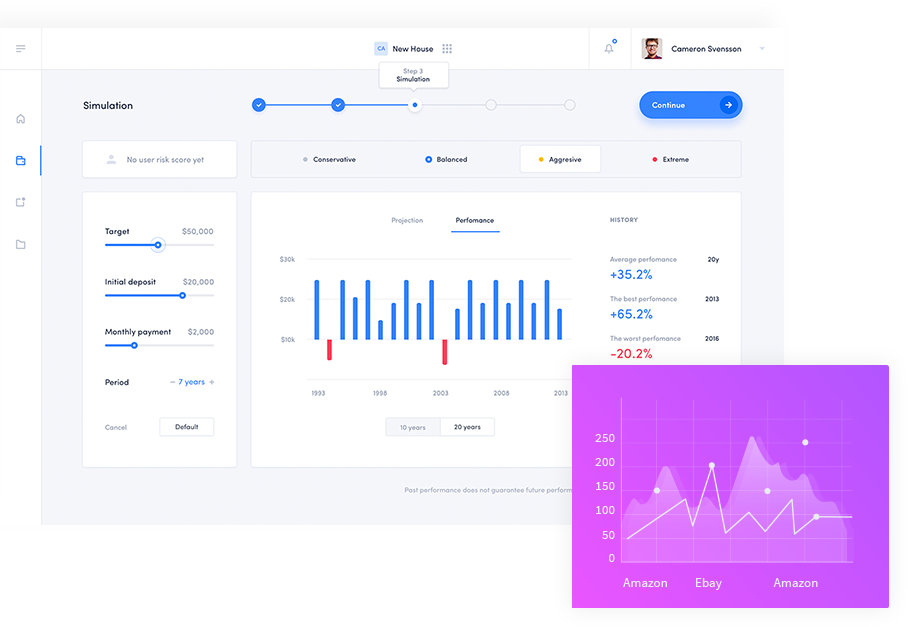 CA New House
Cameron Svensson
Step 3
Simulation
Simulation
Continue
No user risk score yet
Conservative
Balanced
Aggresive
Extreme
Target $50,000
Initial deposit $20,000
Monthly payment $2,000
Period – 7 years +
Cancel Default
Projection
Perfomance
$30k
$20k
$10k
1993 1998 2003 2008 2013
10 years 20 years
HISTORY
Average perfomance 20y
+35.2%
The best perfomance 2013
+65.2%
The worst perfomance 2016
-20.2%
Past performance does not guarantee future perform
250
200
150
100
50
0
Amazon Ebay Amazon